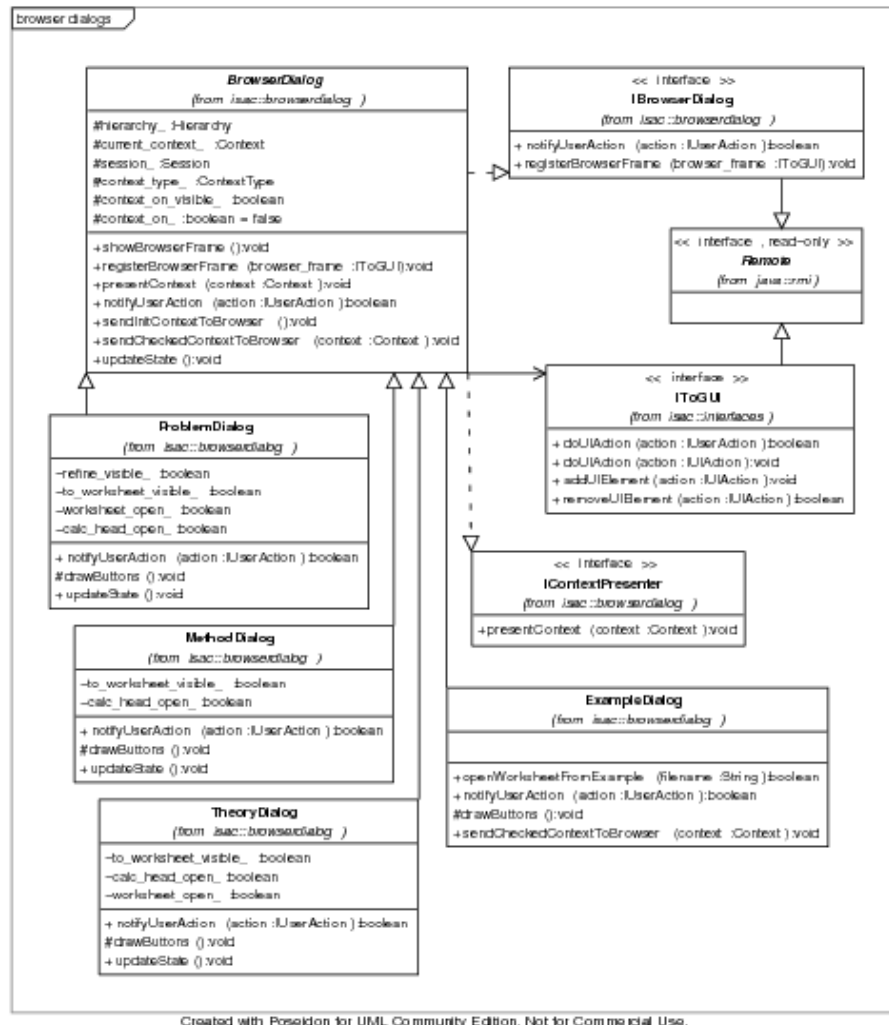 browser dialogs
BrowserDialog
(from isac::browserdialog )
#hierarchy_ :Hierarchy
#current_context_ :Context
#session_ :Session
#context_type_ :ContextType
#context_on_visible_ :boolean
#context_on_ :boolean = false
+showBrowserFrame ():void
+registerBrowserFrame (browser_frame :IToGUI):void
+presentContext (context :Context ):void
+notifyUserAction (action :IUserAction ):boolean
+sendInitContextToBrowser ():void
+sendCheckedContextToBrowser (context :Context ):void
+updateState ():void
<< interface >>
IBrowserDialog
(from isac::browserdialog )
+ notifyUserAction (action :IUserAction ):boolean
+ registerBrowserFrame (browser_frame :IToGUI):void
<< interface , read-only >>
Remote
(from java::rmi )
<< interface >>
IToGUI
(from isac::interfaces )
+ doUIAction (action :IUserAction ):boolean
+ doUIAction (action :IUIAction ):void
+ addUIElement (action :IUIAction ):void
+ removeUIElement (action :IUIAction ):boolean
ProblemDialog
(from isac::browserdialog )
-refine_visible_ :boolean
-to_worksheet_visible_ :boolean
-worksheet_open_ :boolean
-calc_head_open_ :boolean
+ notifyUserAction (action :IUserAction ):boolean
#drawButtons ():void
+ updateState ():void
<< interface >>
IContextPresenter
(from isac::browserdialog )
+presentContext (context :Context ):void
MethodDialog
(from isac::browserdialog )
-to_worksheet_visible_ :boolean
-calc_head_open_ :boolean
+ notifyUserAction (action :IUserAction ):boolean
#drawButtons ():void
+ updateState ():void
ExampleDialog
(from isac::browserdialog )
+openWorksheetFromExample (filename :String ):boolean
+notifyUserAction (action :IUserAction ):boolean
#drawButtons ():void
+sendCheckedContextToBrowser (context :Context ):void
TheoryDialog
(from isac::browserdialog )
-to_worksheet_visible_ :boolean
-calc_head_open_ :boolean
-worksheet_open_ :boolean
+ notifyUserAction (action :IUserAction ):boolean
#drawButtons ():void
+ updateState ():void
Created with Poseidon for UML Community Edition. Not for Commercial Use.